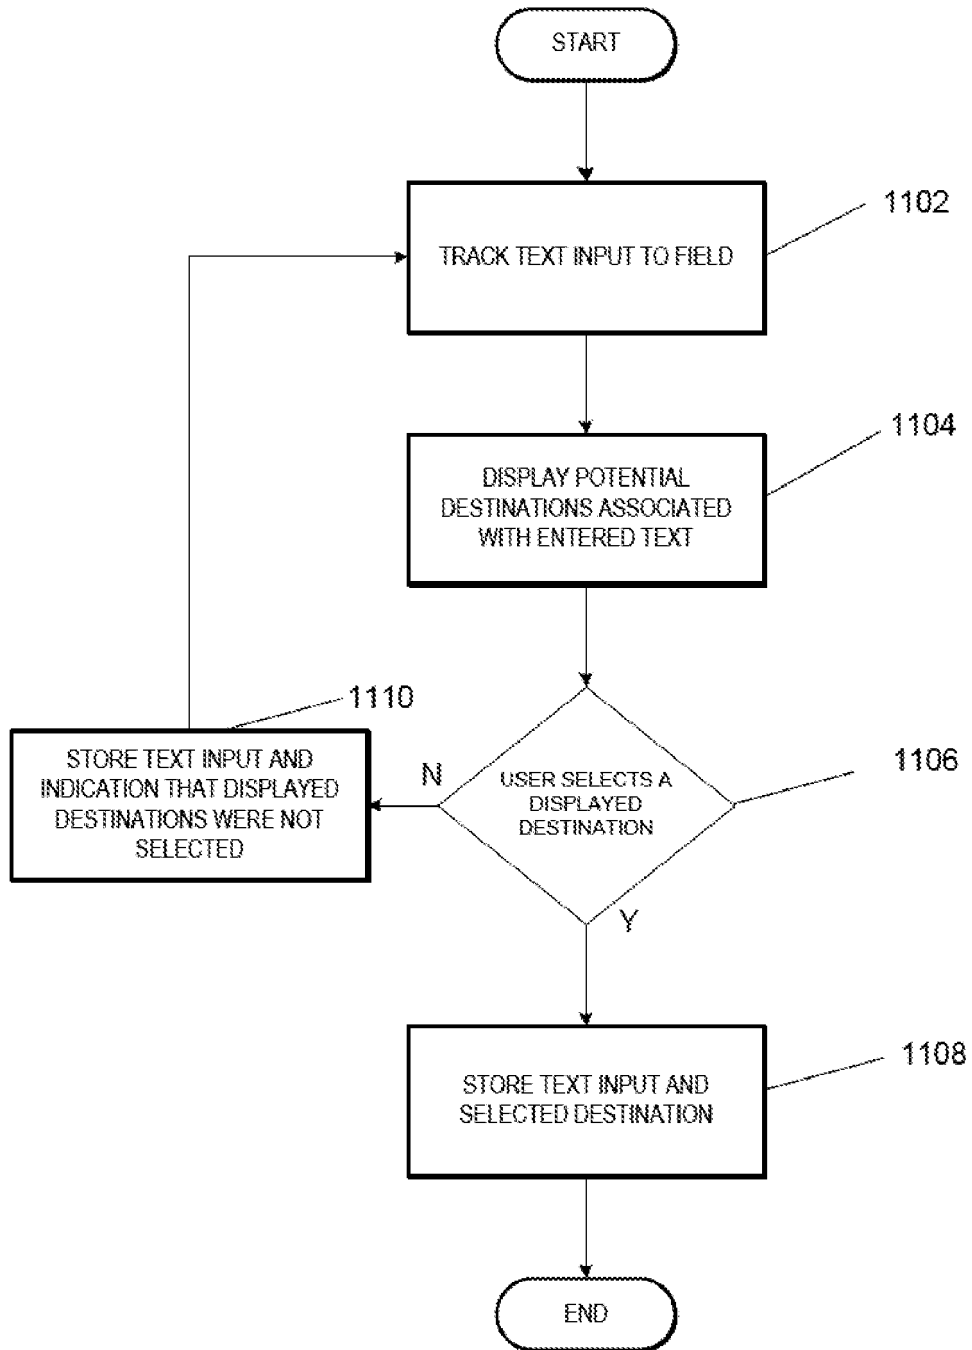 START
1102
TRACK TEXT INPUT TO FIELD
1104
DISPLAY POTENTIAL
DESTINATIONS ASSOCIATED
WITH ENTERED TEXT
1110
STORE TEXT INPUT AND
INDICATION THAT DISPLAYED
DESTINATIONS WERE NOT
SELECTED
N
USER SELECTS A
DISPLAYED
DESTINATION
1106
Y
1108
STORE TEXT INPUT AND
SELECTED DESTINATION
END